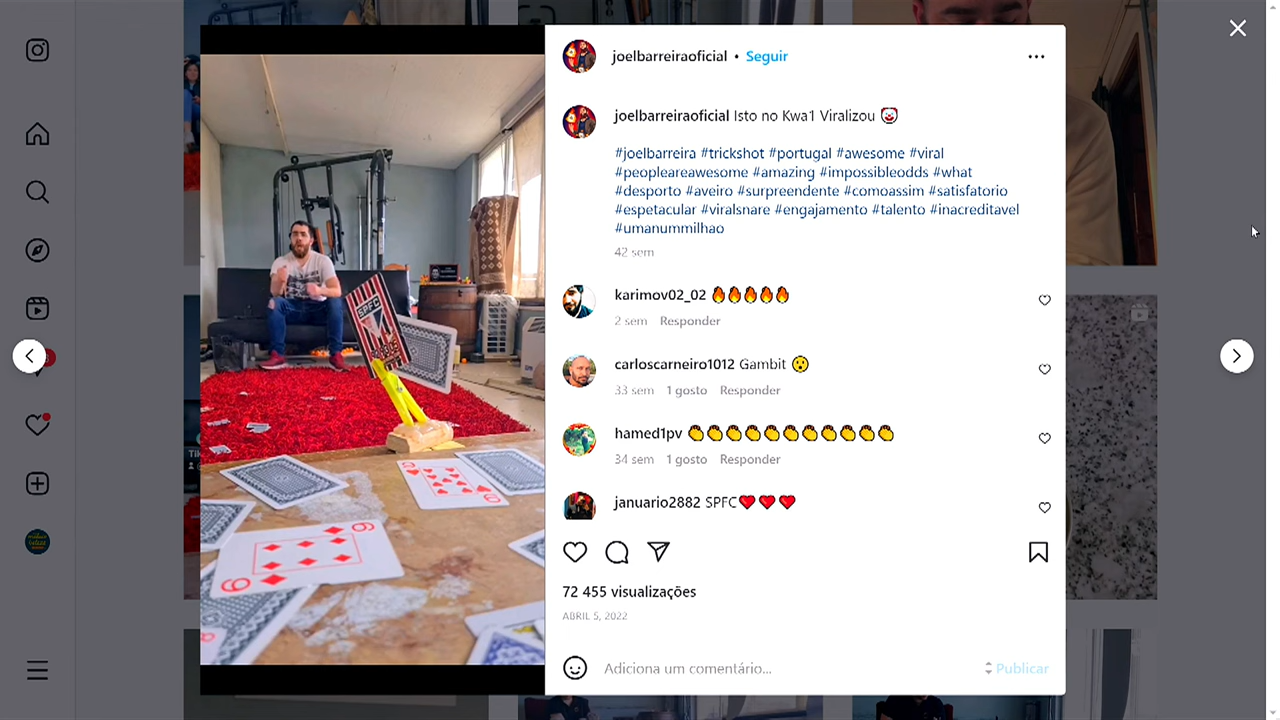 joelbarreiraoficial • Seguir
joelbarreiraoficial Isto no Kwa1 Viralizou 🤡
#joelbarreira #trickshot #portugal #awesome #viral
#peopleareawesome #amazing #impossibleodds #what
#desporto #aveiro #surpreendente #comoassim #satisfatorio
#espetacular #viralsnare #engajamento #talento #inacreditavel
#umanummilhao
42 sem
karimov02_02 🔥🔥🔥🔥🔥
2 sem Responder
carloscarneiro1012 Gambit 😯
33 sem 1 gosto Responder
hamed1pv 👏👏👏👏👏👏👏👏👏👏👏
34 sem 1 gosto Responder
januario2882 SPFC❤️❤️❤️
72 455 visualizações
ABRIL 5, 2022
Adiciona um comentário... Publicar
SPFC
6
9